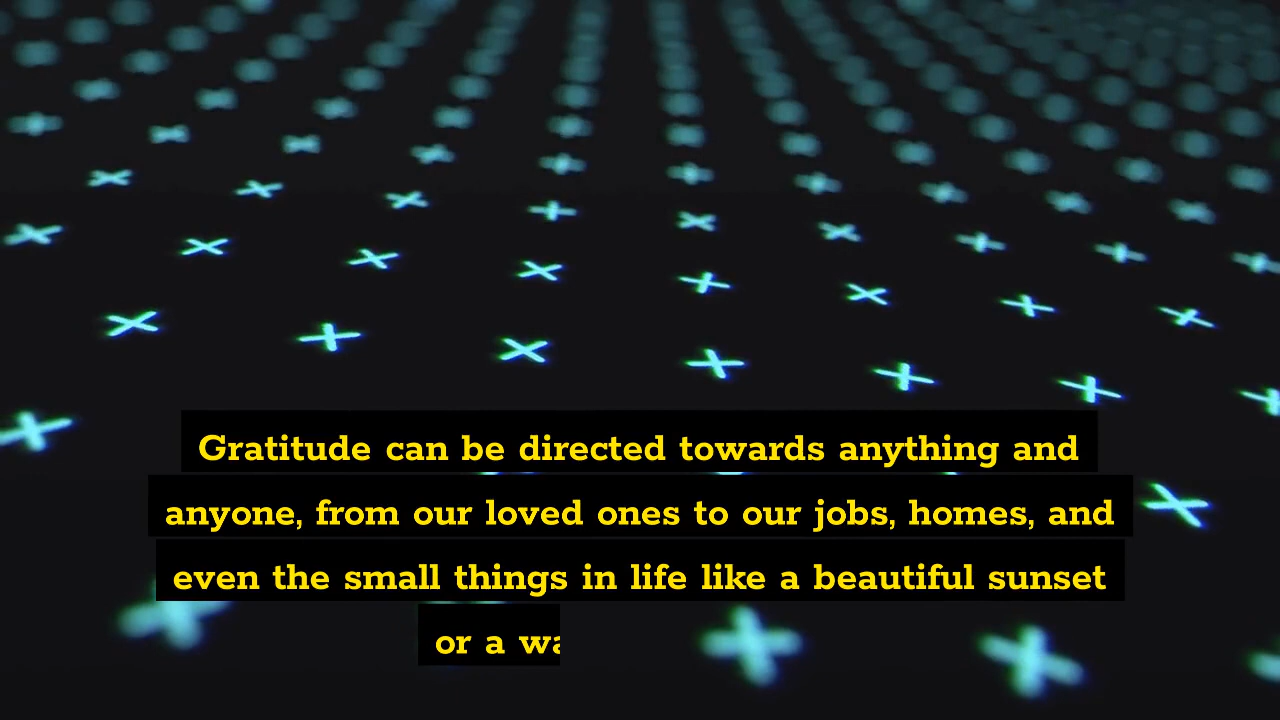 Gratitude can be directed towards anything and
anyone, from our loved ones to our jobs, homes, and
even the small things in life like a beautiful sunset
or a